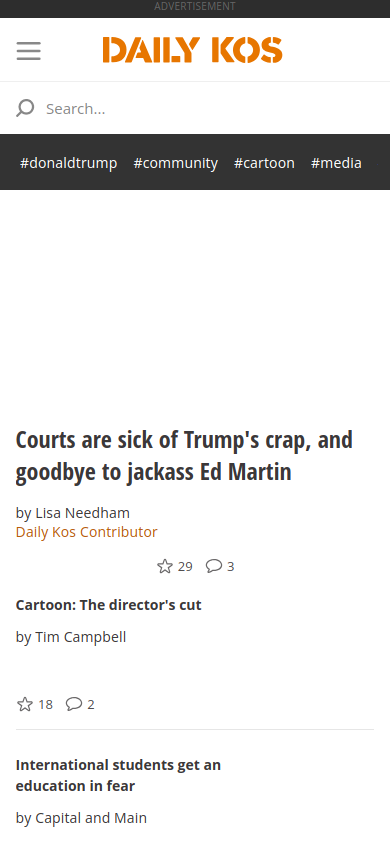 ADVERTISEMENT
DAILY KOS
Search...
#donaldtrump #community #cartoon #media
Courts are sick of Trump's crap, and
goodbye to jackass Ed Martin
by Lisa Needham
Daily Kos Contributor
29 3
Cartoon: The director's cut
by Tim Campbell
18 2
International students get an
education in fear
by Capital and Main